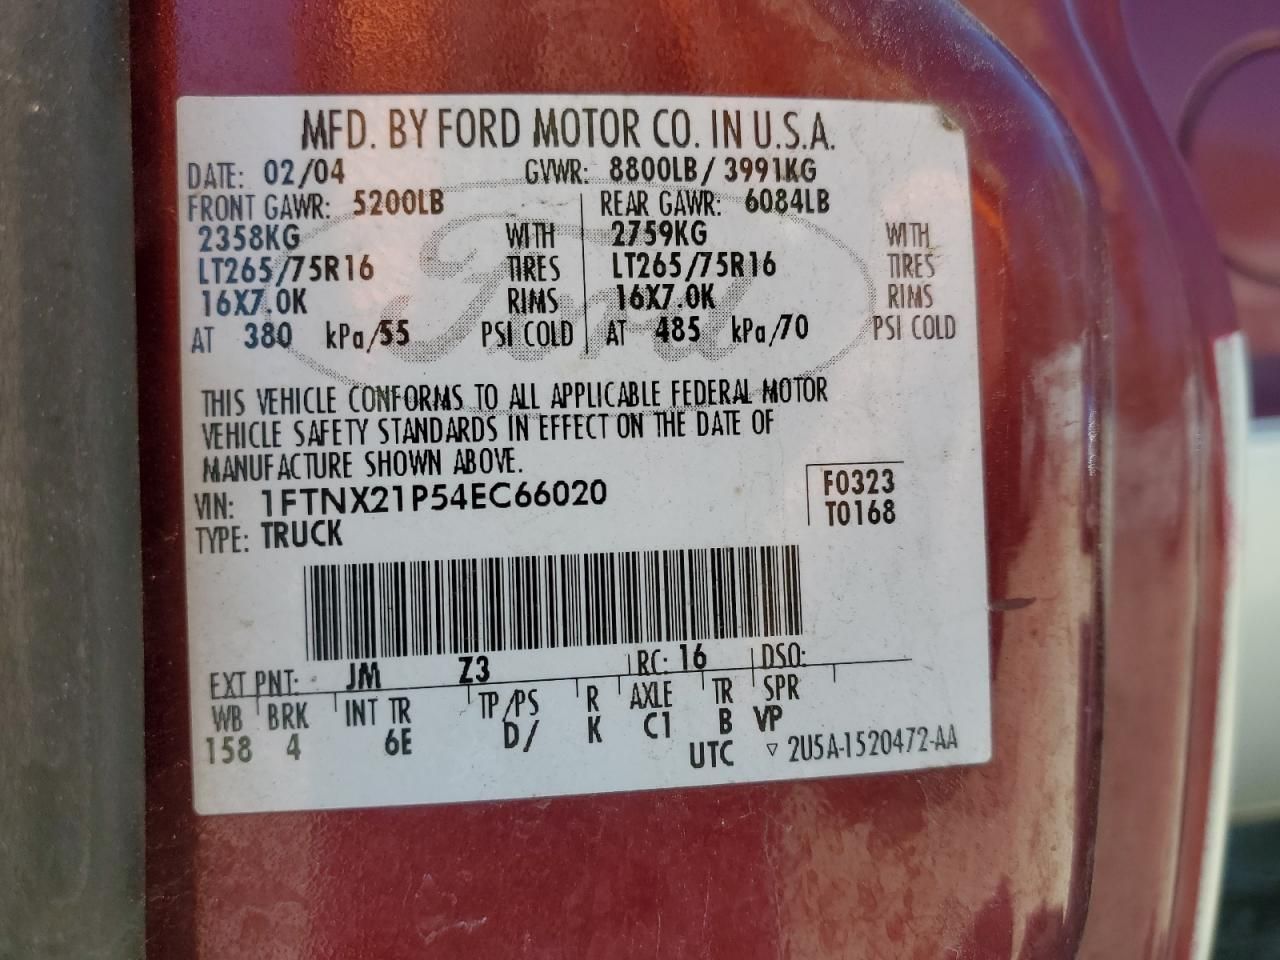 MFD. BY FORD MOTOR CO. IN U.S.A.
DATE: 02/04 GVWR: 8800LB/ 3991KG
FRONT GAWR: 5200LB REAR GAWR: 6084LB
2358KG WITH 2759KG WITH
LT265/75R16 TIRES LT265/75R16 TIRES
16X7.0K RIMS 16X7.0K RIMS
AT 380 kPa/55 PSI COLD AT 485 kPa/70 PSI COLD
Ford
THIS VEHICLE CONFORMS TO ALL APPLICABLE FEDERAL MOTOR
VEHICLE SAFETY STANDARDS IN EFFECT ON THE DATE OF
MANUFACTURE SHOWN ABOVE.
VIN: 1FTNX21P54EC66020 F0323
TYPE: TRUCK T0168
EXT PNT: JM Z3 RC: 16 DSO:
WB BRK INT TR TP/PS R AXLE TR SPR
158 4 6E D/ K C1 B VP
UTC ▽ 2U5A-1520472-AA